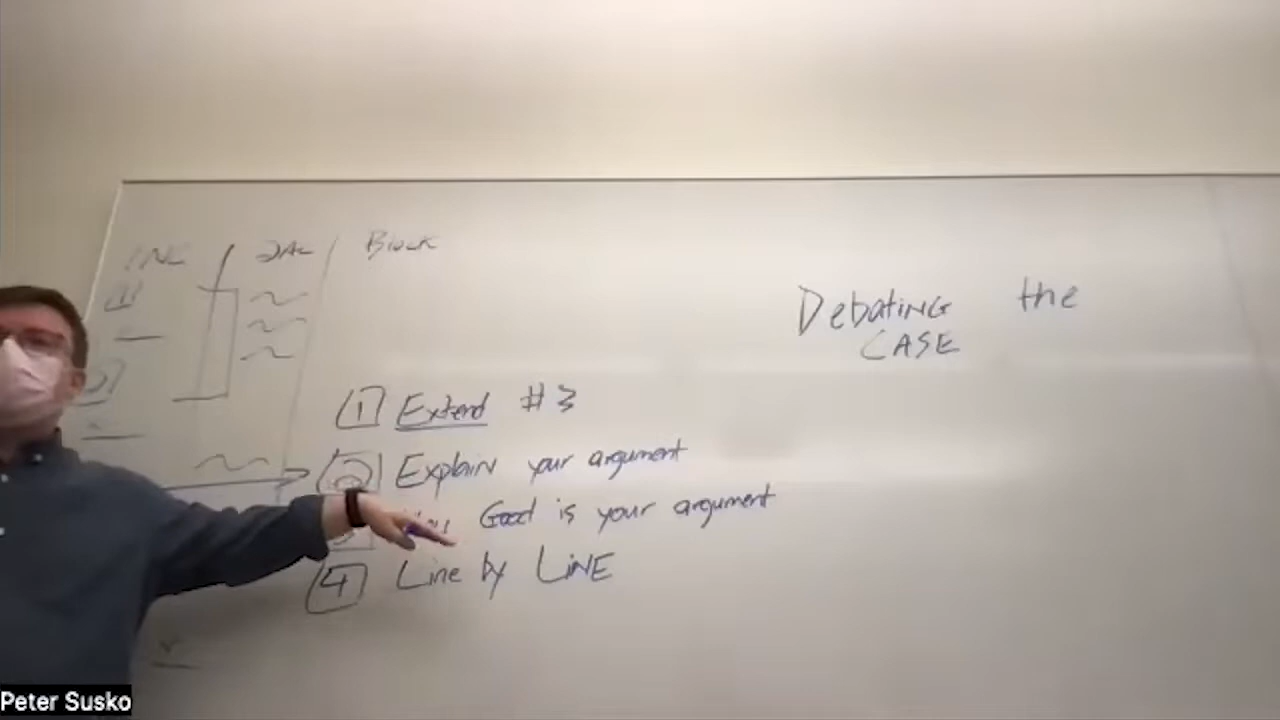 1NC 2AC Block
1
Debating the
CASE
1 Extend #3
2 Explain your argument
Good is your argument
4 Line by LINE
Peter Susko